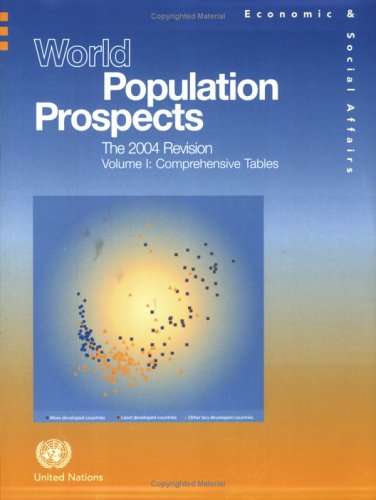 Copyrighted Material
Economic & Social Affairs
World
Population
Prospects
The 2004 Revision
Volume I: Comprehensive Tables
More developed countries
Least developed countries
Other less developed countries
United Nations
Copyrighted Material